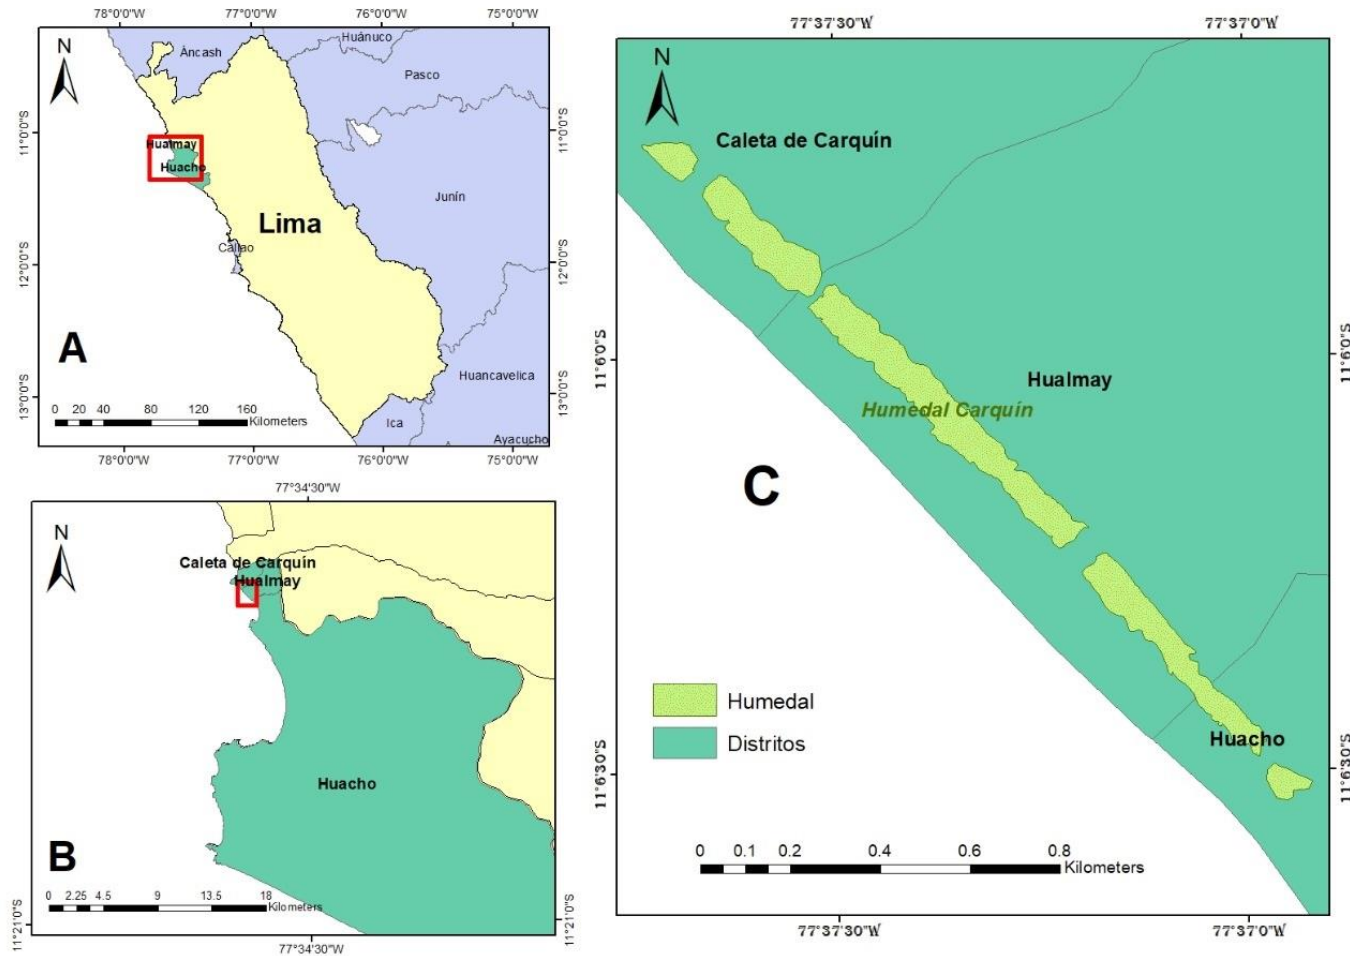 78°0'0"W 77°0'0"W 76°0'0"W 75°0'0"W
N
Áncash
Huánuco
Pasco
11°0'0"S
11°0'0"S
Hualmay
Huacho
Junín
Lima
Callao
12°0'0"S
12°0'0"S
A
Huancavelica
13°0'0"S
13°0'0"S
0 20 40 80 120 160
Kilometers
Ica
Ayacucho
78°0'0"W 77°0'0"W 76°0'0"W 75°0'0"W
77°34'30"W
N
Caleta de Carquín
Hualmay
Huacho
B
0 2.25 4.5 9 13.5 18
Kilometers
11°21'0"S
11°21'0"S
77°34'30"W
77°37'30"W 77°37'0"W
N
Caleta de Carquín
11°6'0"S
11°6'0"S
Hualmay
Humedal Carquín
C
Humedal
Distritos
Huacho
11°6'30"S
11°6'30"S
0 0.1 0.2 0.4 0.6 0.8
Kilometers
77°37'30"W 77°37'0"W